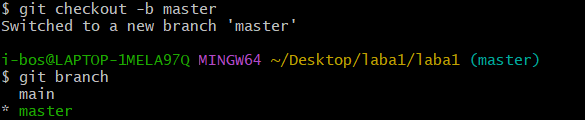 $ git checkout -b master
Switched to a new branch 'master'
i-bos@LAPTOP-1MELA97Q MINGW64 ~/Desktop/laba1/laba1 (master)
$ git branch
main
* master